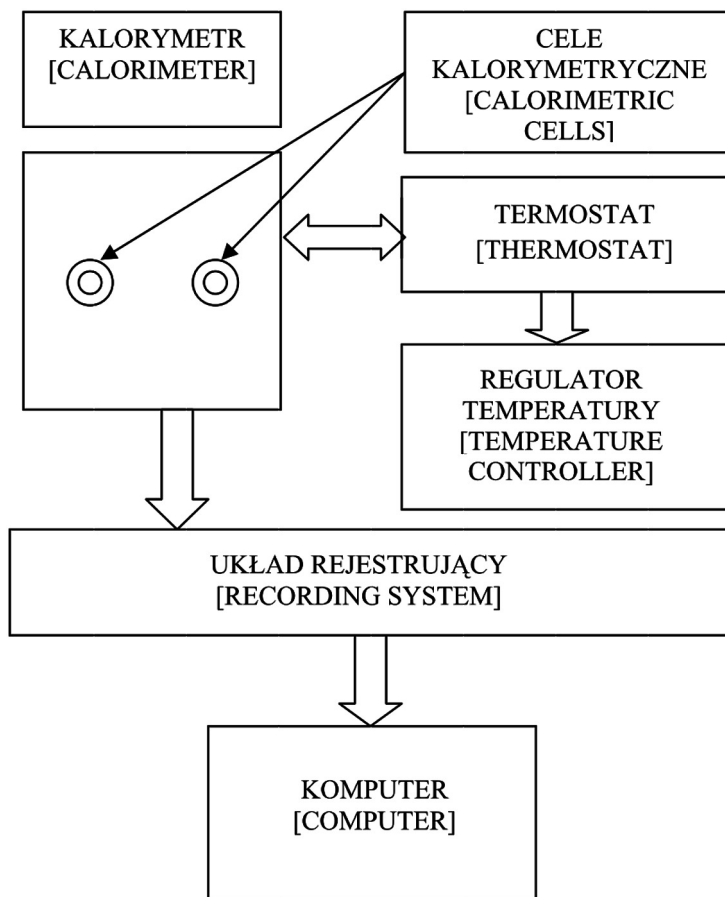 KALORYMETR
[CALORIMETER]
CELE
KALORYMETRYCZNE
[CALORIMETRIC
CELLS]
TERMOSTAT
[THERMOSTAT]
REGULATOR
TEMPERATURY
[TEMPERATURE
CONTROLLER]
UKŁAD REJESTRUJĄCY
[RECORDING SYSTEM]
KOMPUTER
[COMPUTER]